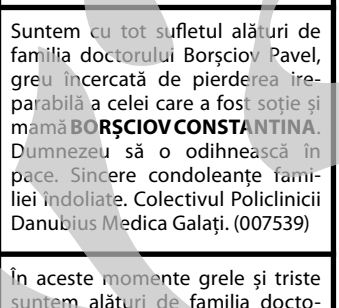 Suntem cu tot sufletul alături de
familia doctorului Borșciov Pavel,
greu încercată de pierderea ire-
parabilă a celei care a fost soție și
mamă BORȘCIOV CONSTANTINA.
Dumnezeu să o odihnească în
pace. Sincere condoleanțe fami-
liei îndoliate. Colectivul Policlinicii
Danubius Medica Galați. (007539)
În aceste momente grele și triste
suntem alături de familia docto-